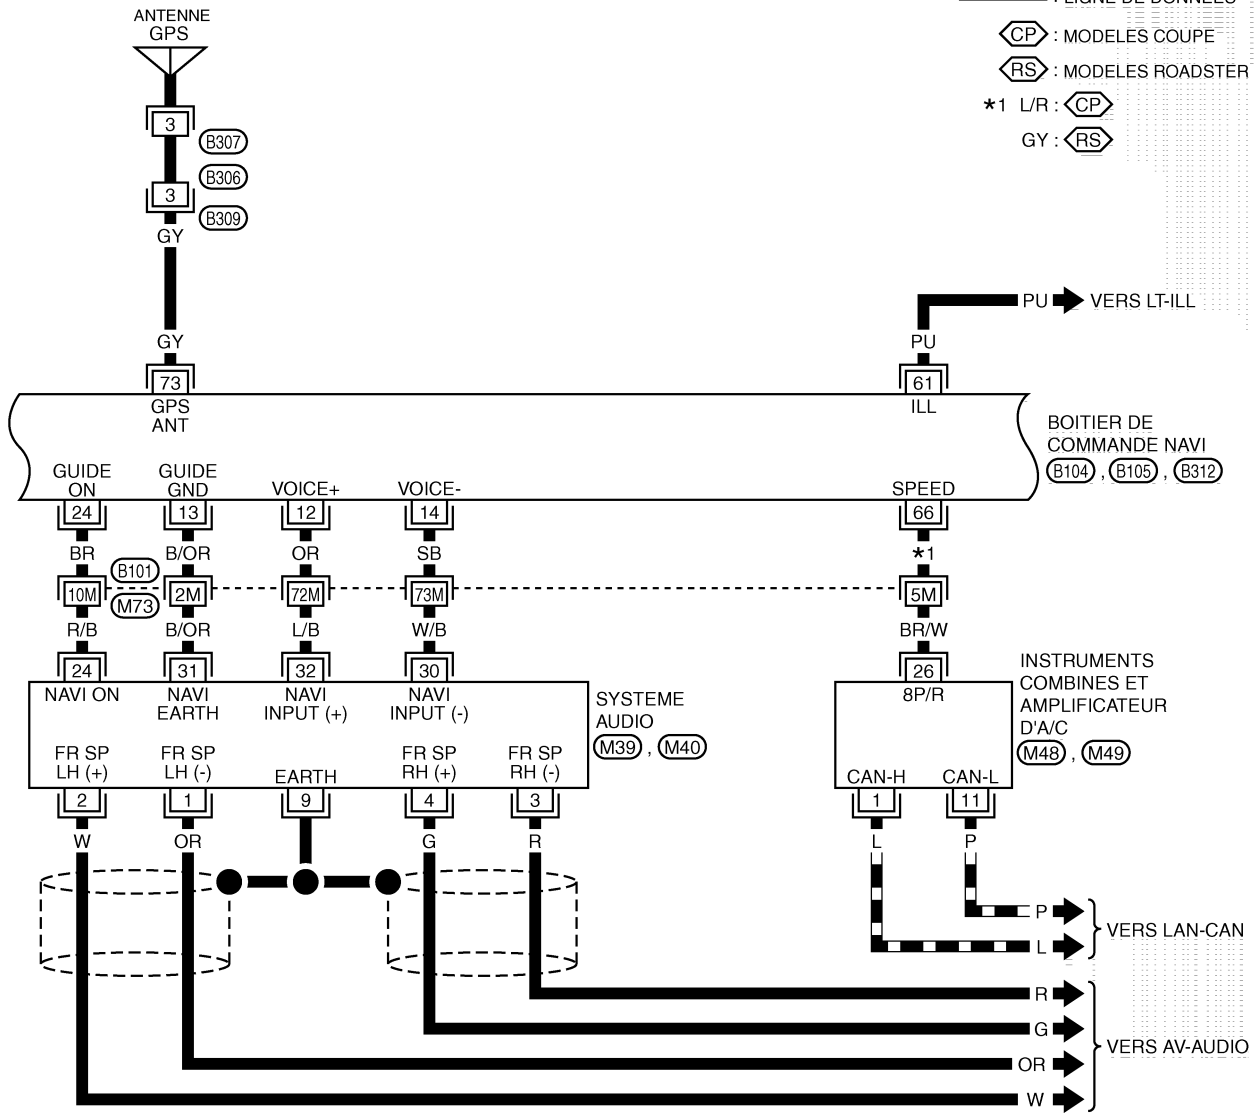 ANTENNE
GPS
: LIGNE DE DONNEES
CP : MODELES COUPE
RS : MODELES ROADSTER
*1 L/R : CP
GY : RS
3
B307
B306
3
B309
GY
PU
VERS LT-ILL
GY
PU
73
61
GPS
ANT
ILL
BOITIER DE
COMMANDE NAVI
B104 , B105 , B312
GUIDE
ON
GUIDE
GND
VOICE+
VOICE-
SPEED
24
13
12
14
66
BR
B/OR
OR
SB
*1
B101
M73
10M
2M
72M
73M
5M
R/B
B/OR
L/B
W/B
BR/W
24
31
32
30
26
NAVI ON
NAVI
EARTH
NAVI
INPUT (+)
NAVI
INPUT (-)
8P/R
SYSTEME
AUDIO
M39 , M40
INSTRUMENTS
COMBINES ET
AMPLIFICATEUR
D'A/C
M48 , M49
FR SP
LH (+)
FR SP
LH (-)
EARTH
FR SP
RH (+)
FR SP
RH (-)
CAN-H
CAN-L
2
1
9
4
3
1
11
W
OR
G
R
L
P
P
L
VERS LAN-CAN
R
G
OR
W
VERS AV-AUDIO